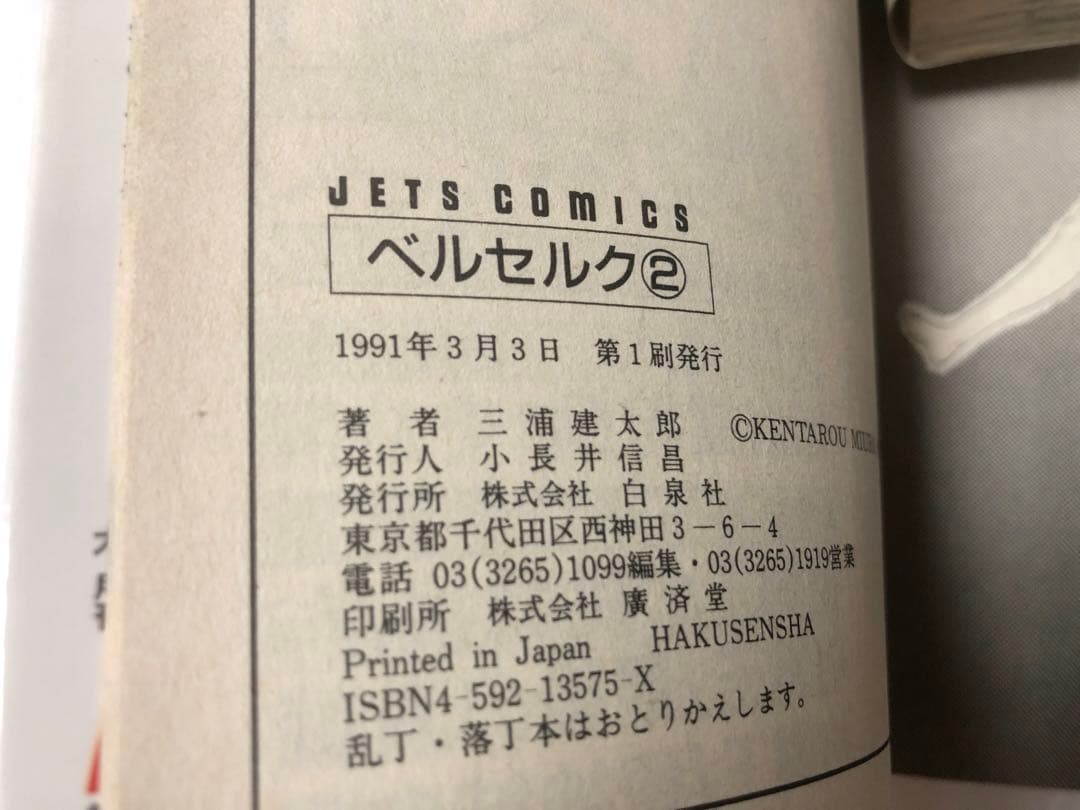 JETS COMICS
ベルセルク②
1991年3月3日 第1刷発行
著者 三浦建太郎 ©KENTAROU
発行人 小長井信昌
発行所 株式会社 白泉社
東京都千代田区西神田3-6-4
電話 03(3265)1099編集・03(3265)1919営業
印刷所 株式会社 廣済堂
Printed in Japan HAKUSENSHA
ISBN4-592-13575-X
乱丁・落丁本はおとりかえします。